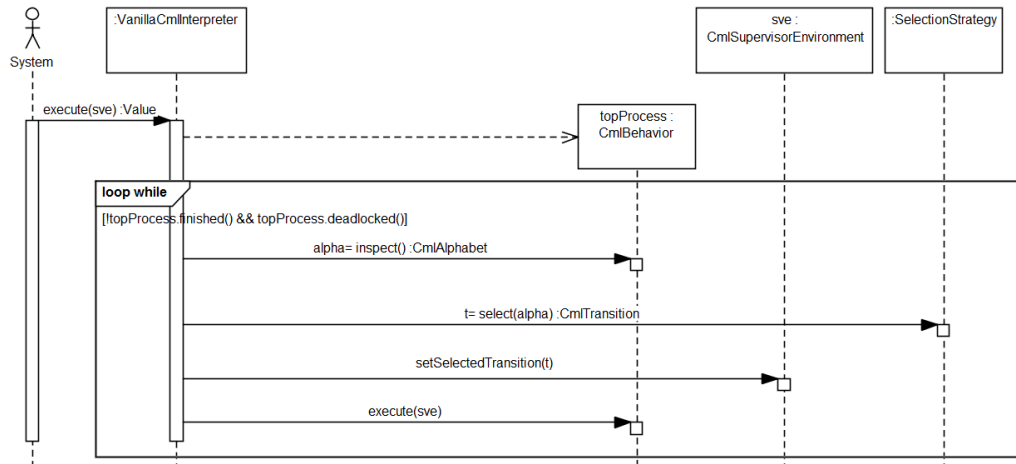 :VanillaCmlInterpreter
sve :
CmlSupervisorEnvironment
:SelectionStrategy
System
execute(sve) :Value
topProcess :
CmlBehavior
loop while
[!topProcess.finished() && topProcess.deadlocked()]
alpha= inspect() :CmlAlphabet
t= select(alpha) :CmlTransition
setSelectedTransition(t)
execute(sve)